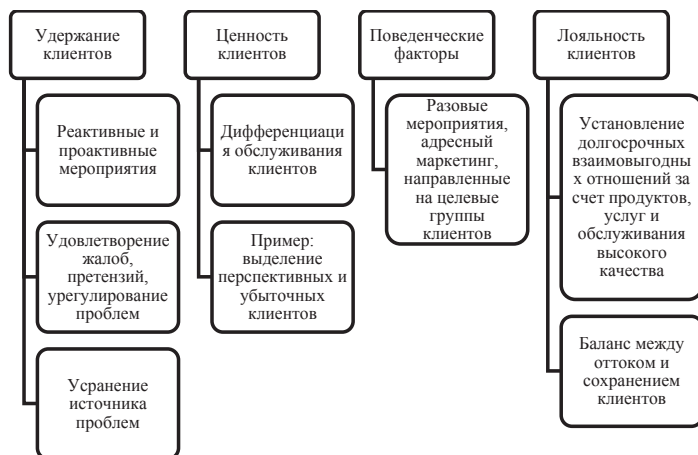 Удержание
клиентов
Реактивные и
проактивные
мероприятия
Удовлетворение
жалоб,
претензий,
урегулирование
проблем
Усранение
источника
проблем
Ценность
клиентов
Дифференциаци
я обслуживания
клиентов
Пример:
выделение
перспективных и
убыточных
клиентов
Поведенческие
факторы
Разовые
мероприятия,
адресный
маркетинг,
направленные
на целевые
группы
клиентов
Лояльность
клиентов
Установление
долгосрочных
взаимовыгодны
х отношений за
счет продуктов,
услуг и
обслуживания
высокого
качества
Баланс между
оттоком и
сохранением
клиентов